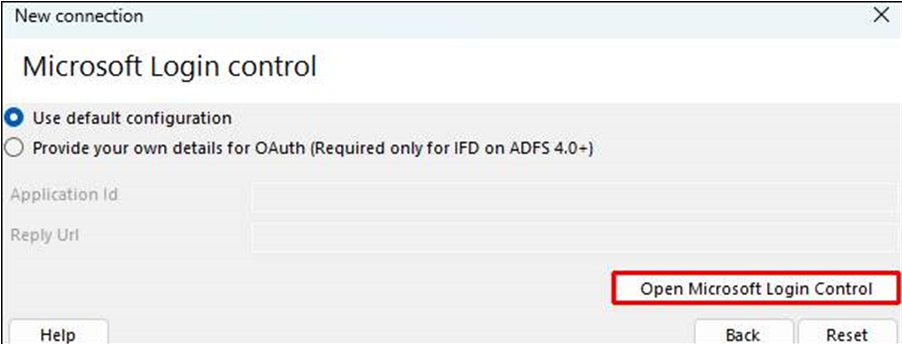 New connection
Microsoft Login control
Use default configuration
Provide your own details for OAuth (Required only for IFD on ADFS 4.0+)
Application Id
Reply Url
Open Microsoft Login Control
Help Back Reset